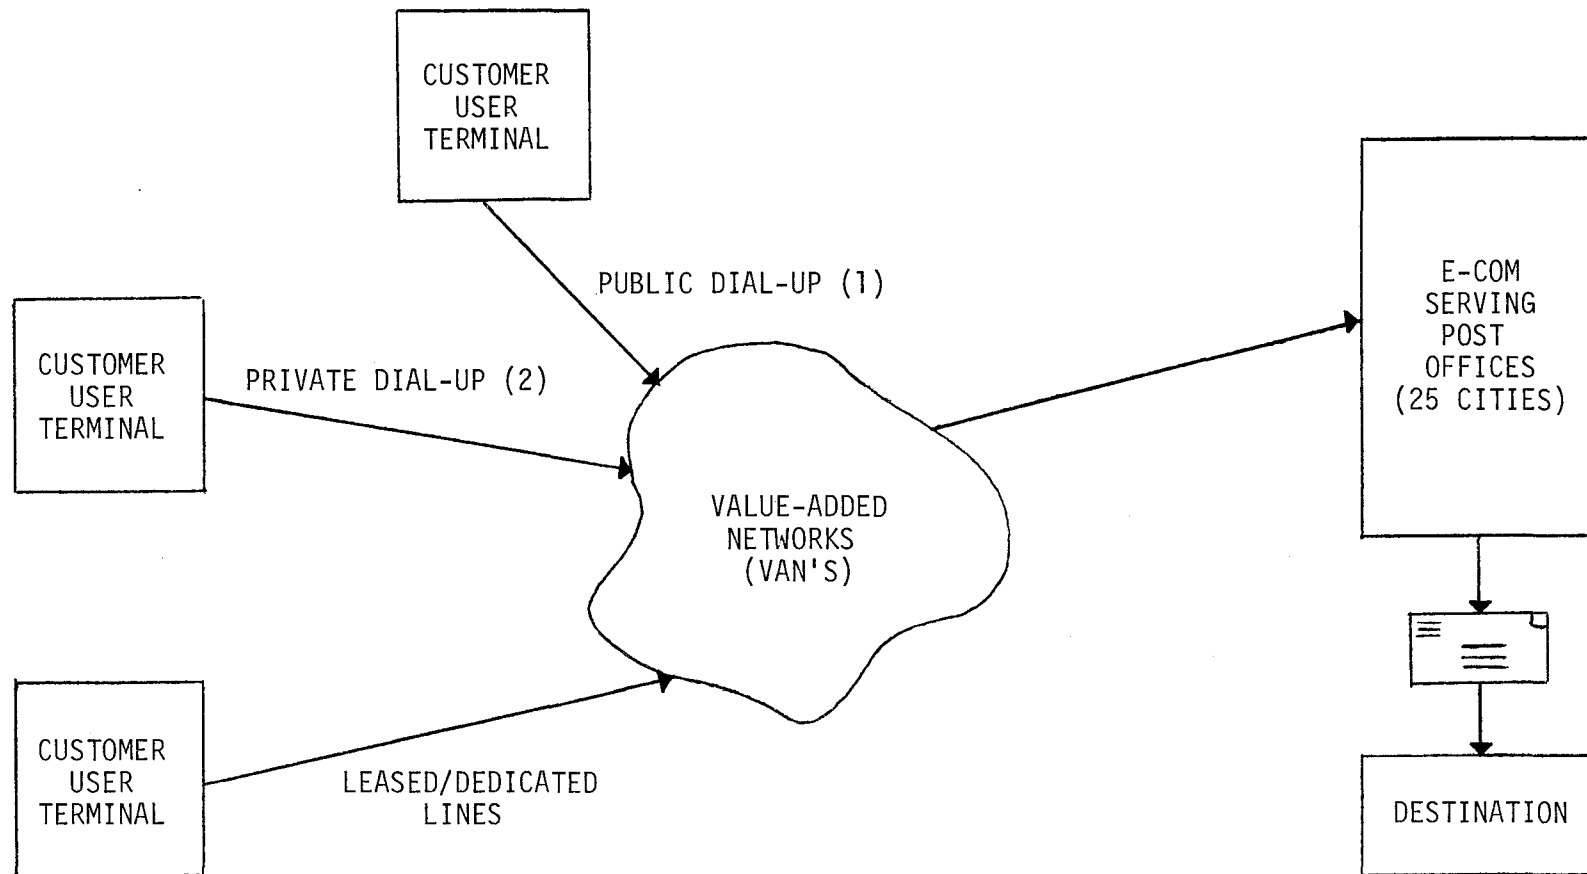 CUSTOMER
USER
TERMINAL
PUBLIC DIAL-UP (1)
CUSTOMER
USER
TERMINAL
PRIVATE DIAL-UP (2)
E-COM
SERVING
POST
OFFICES
(25 CITIES)
VALUE-ADDED
NETWORKS
(VAN'S)
CUSTOMER
USER
TERMINAL
LEASED/DEDICATED
LINES
DESTINATION